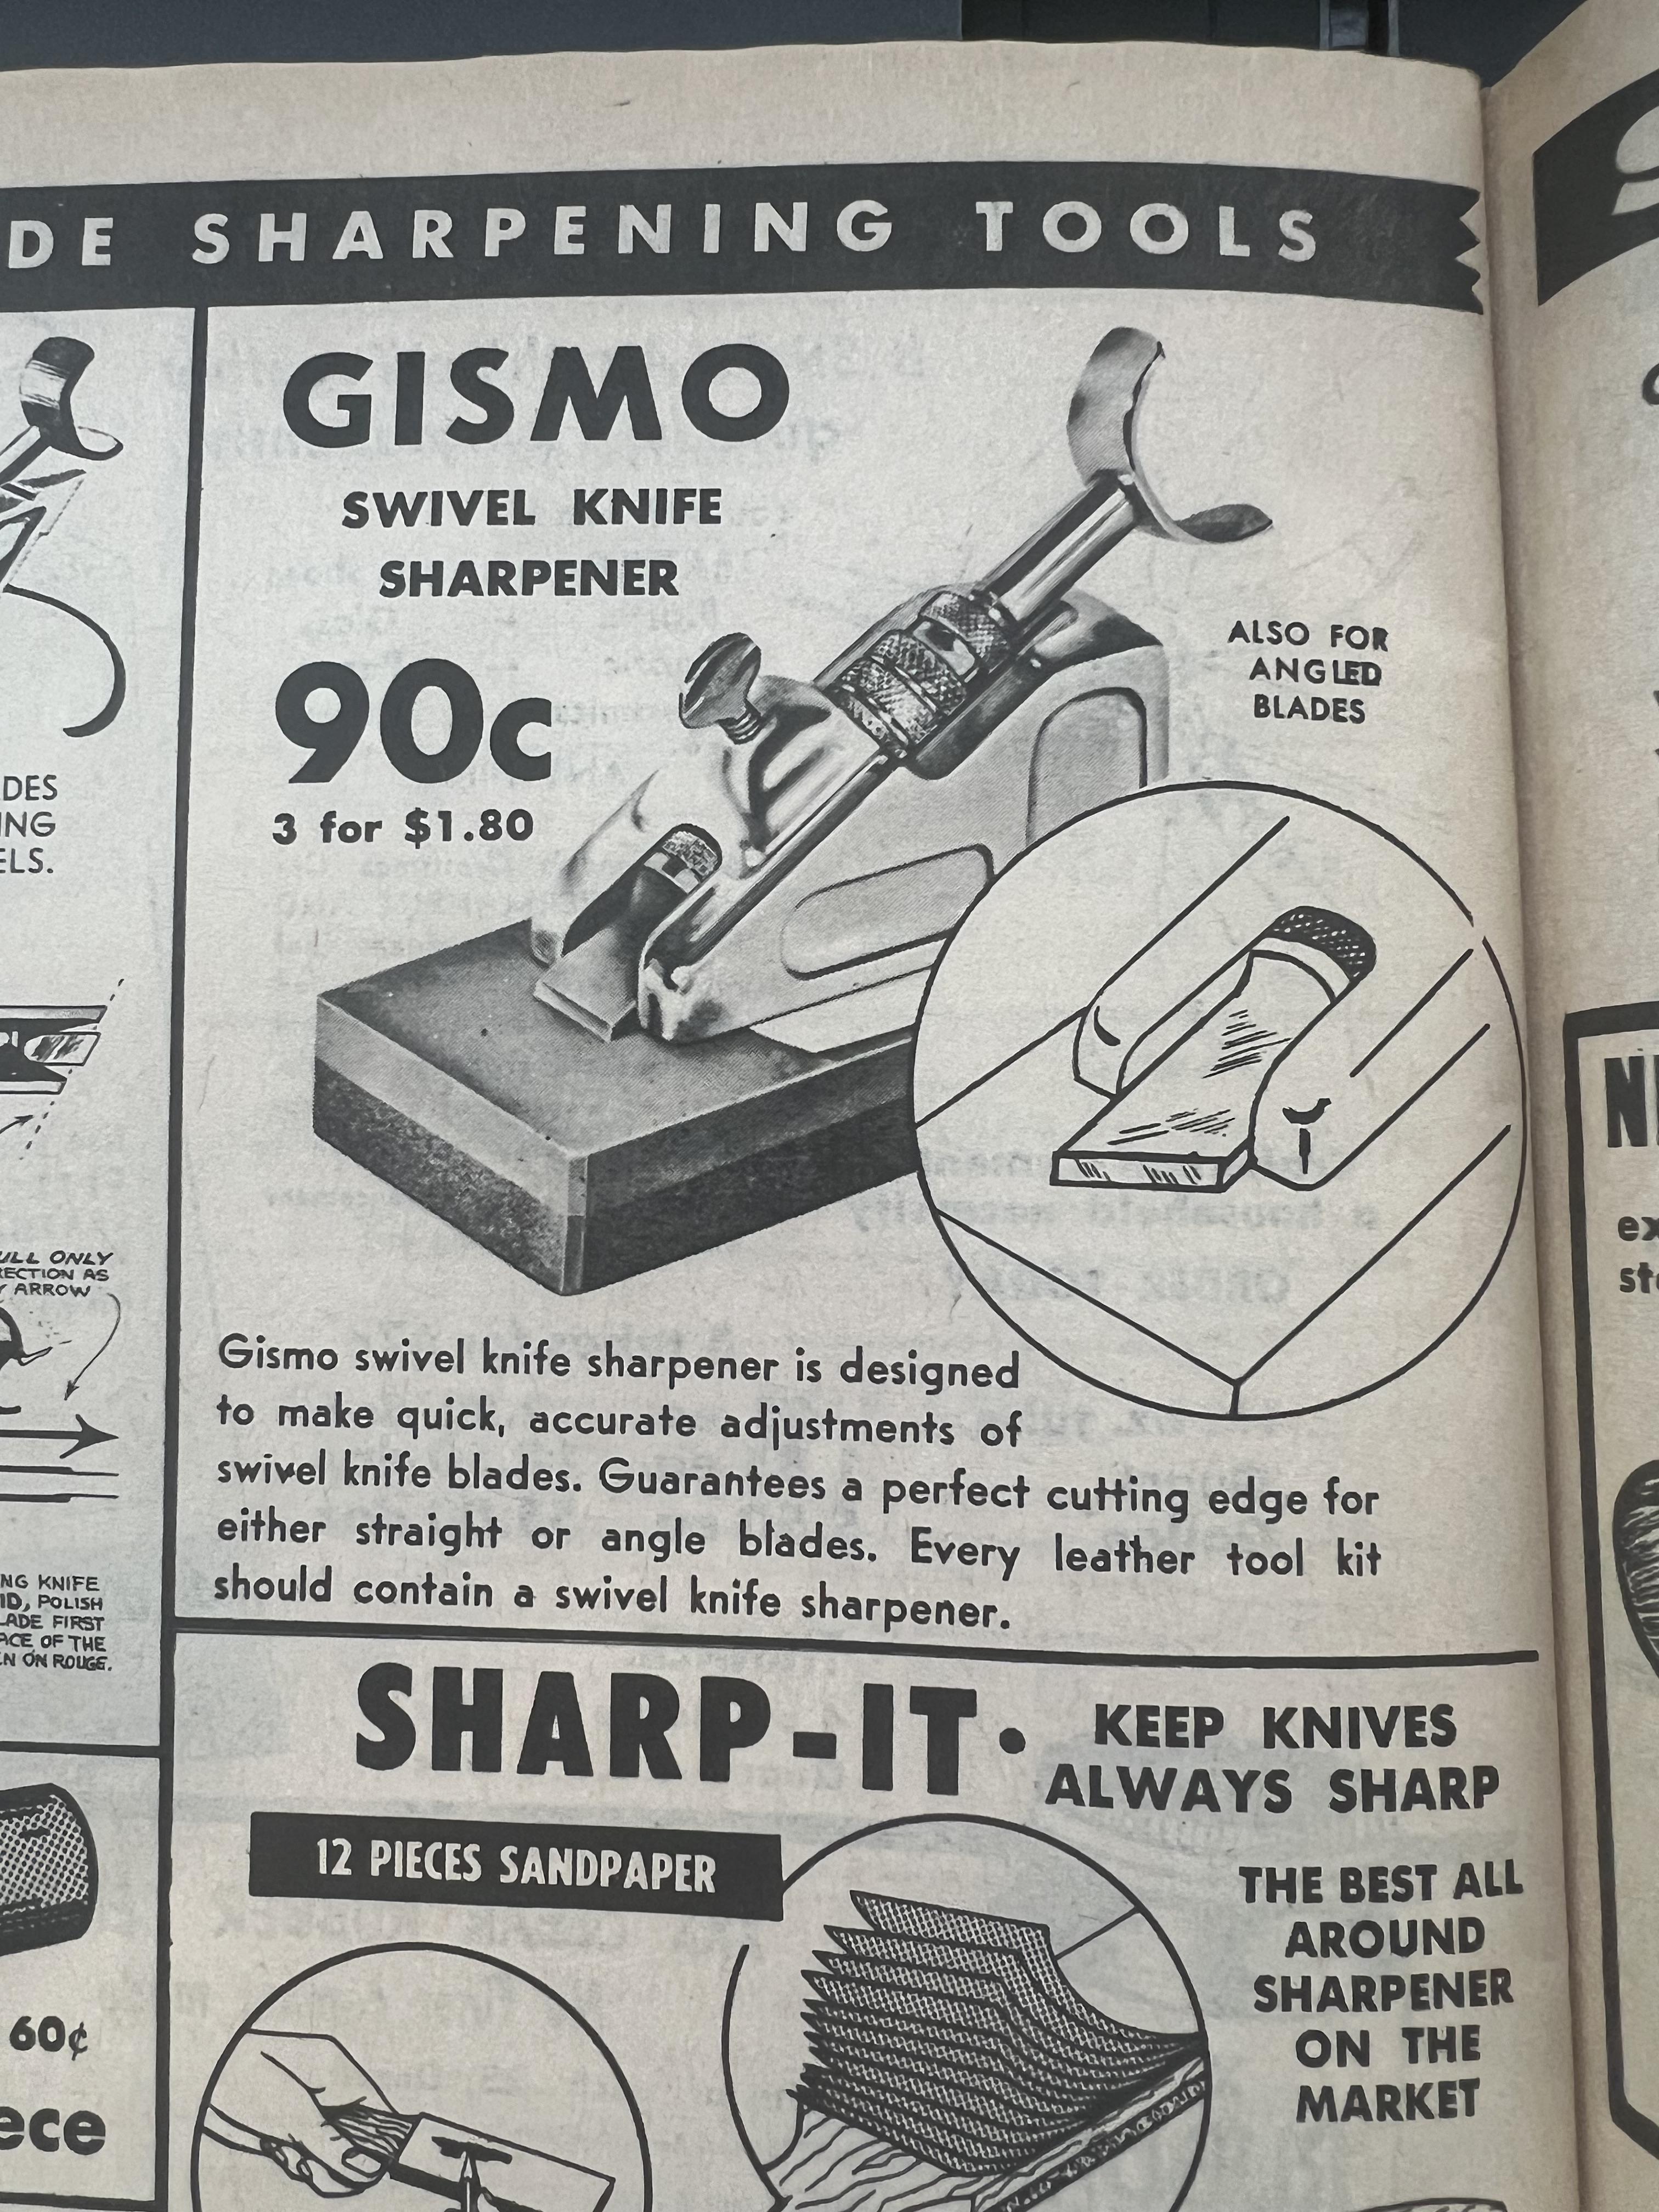 DE SHARPENING TOOLS
GISMO
SWIVEL KNIFE
SHARPENER
90c
3 for $1.80
ALSO FOR
ANGLED
BLADES
Gismo swivel knife sharpener is designed
to make quick, accurate adjustments of
swivel knife blades. Guarantees a perfect cutting edge for
either straight or angle blades. Every leather tool kit
should contain a swivel knife sharpener.
SHARP-IT •
KEEP KNIVES
ALWAYS SHARP
12 PIECES SANDPAPER
THE BEST ALL
AROUND
SHARPENER
ON THE
MARKET
DES
ING
ELS.
ULL ONLY
RECTION AS
Y ARROW
NG KNIFE
ID, POLISH
LADE FIRST
ACE OF THE
EN ON ROUGE.
60¢
ece
ex
st